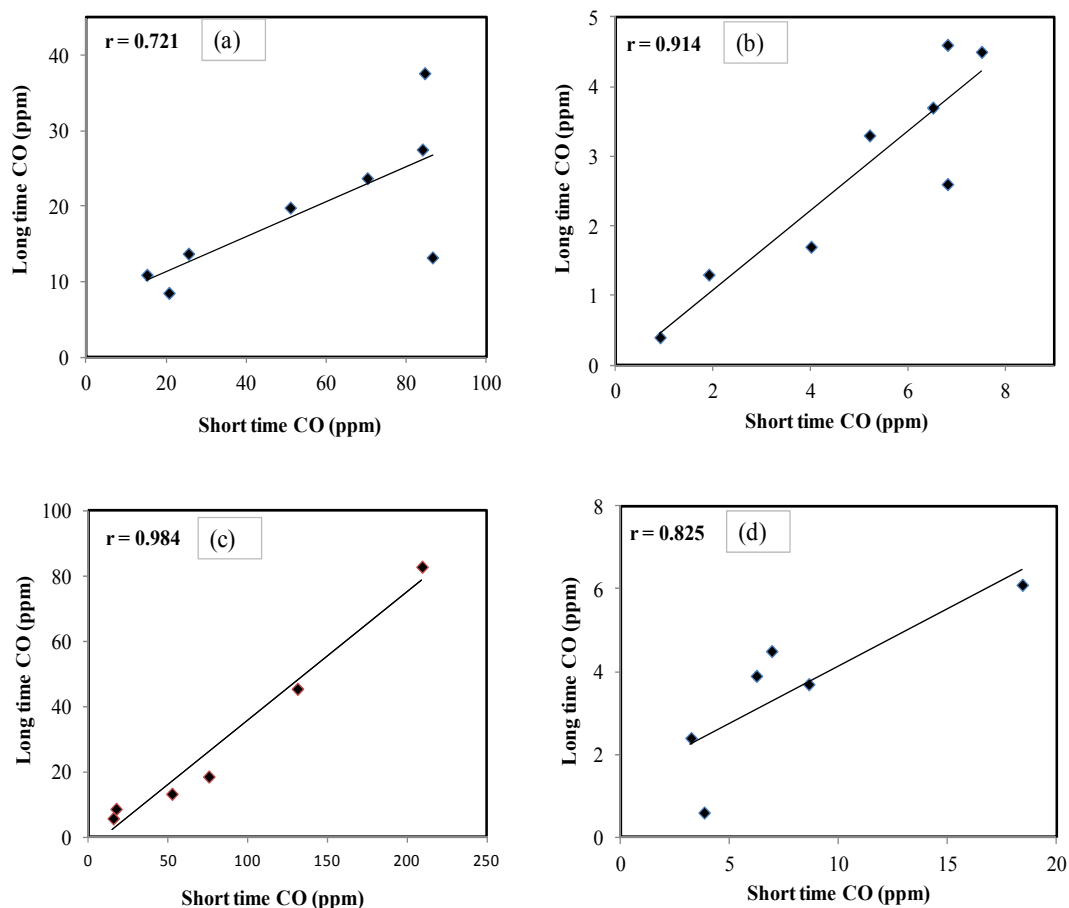 r = 0.721 (a)
Long time CO (ppm)
40
30
20
10
0
0 20 40 60 80 100
Short time CO (ppm)
r = 0.914 (b)
Long time CO (ppm)
5
4
3
2
1
0
0 2 4 6 8
Short time CO (ppm)
r = 0.984 (c)
Long time CO (ppm)
100
80
60
40
20
0
0 50 100 150 200 250
Short time CO (ppm)
r = 0.825 (d)
Long time CO (ppm)
8
6
4
2
0
0 5 10 15 20
Short time CO (ppm)